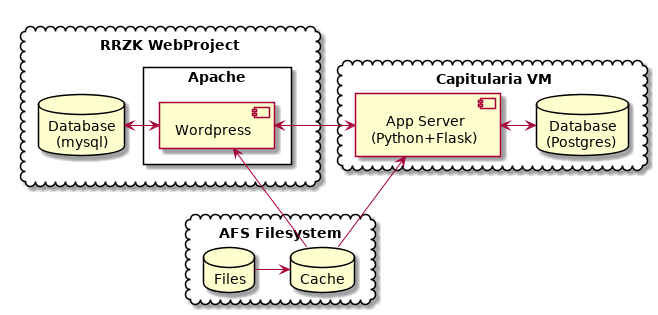 RRZK WebProject
Apache
Database
(mysql)
Wordpress
Capitularia VM
App Server
(Python+Flask)
Database
(Postgres)
AFS Filesystem
Files
Cache